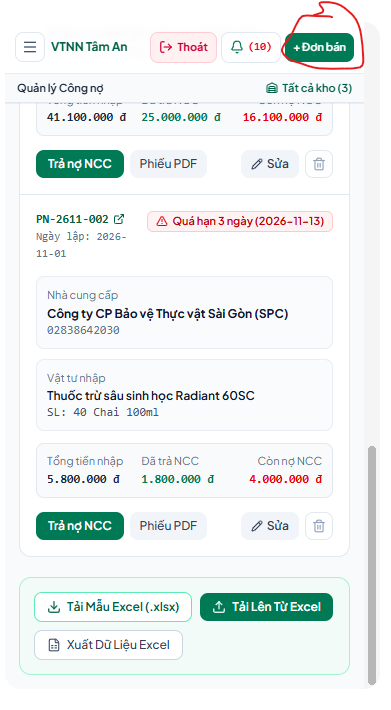 VTNN Tâm An
Thoát
(10)
+Đơn bán
Quản lý Công nợ
Tất cả kho (3)
41.100.000 đ
25.000.000 đ
16.100.000 đ
Trả nợ NCC
Phiếu PDF
Sửa
PN-2611-002
Quá hạn 3 ngày (2026-11-13)
Ngày lập: 2026-
11-01
Nhà cung cấp
Công ty CP Bảo vệ Thực vật Sài Gòn (SPC)
02838642030
Vật tư nhập
Thuốc trừ sâu sinh học Radiant 60SC
SL: 40 Chai 100ml
Tổng tiền nhập
Đã trả NCC
Còn nợ NCC
5.800.000 đ
1.800.000 đ
4.000.000 đ
Trả nợ NCC
Phiếu PDF
Sửa
Tải Mẫu Excel (.xlsx)
Tải Lên Từ Excel
Xuất Dữ Liệu Excel